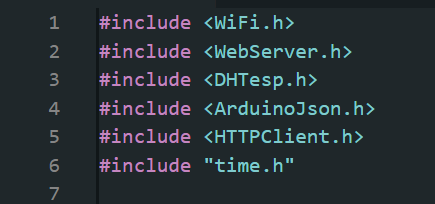 1 #include <WiFi.h>
2 #include <WebServer.h>
3 #include <DHTesp.h>
4 #include <ArduinoJson.h>
5 #include <HTTPClient.h>
6 #include "time.h"
7